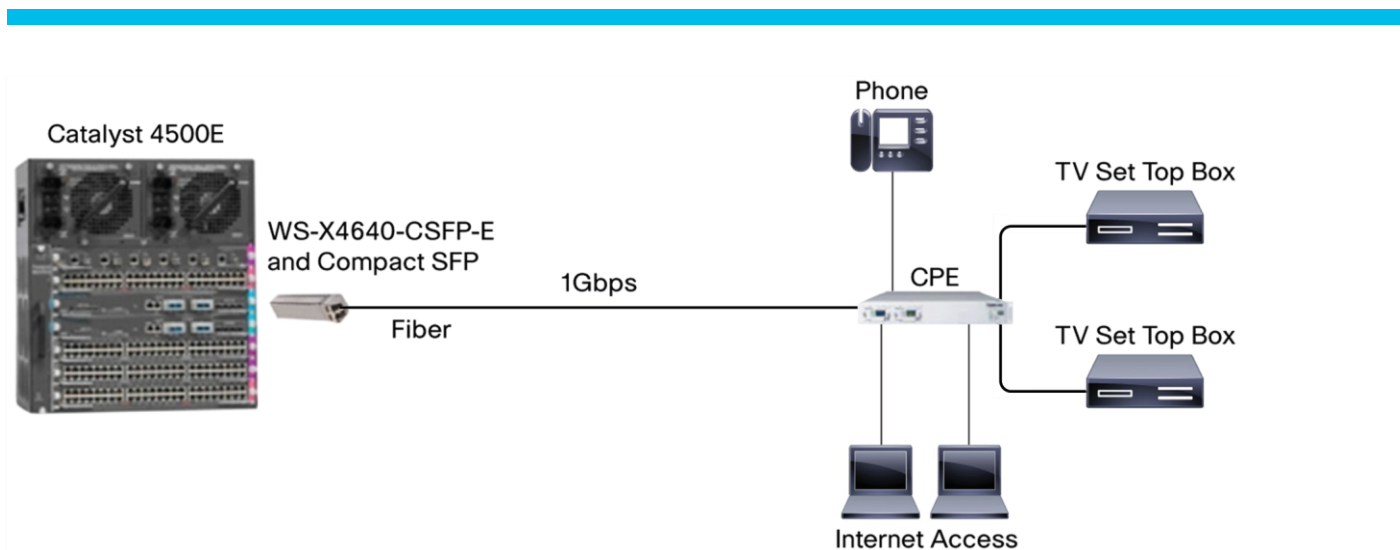 Phone
Catalyst 4500E
TV Set Top Box
WS-X4640-CSFP-E
and Compact SFP
1Gbps
CPE
Fiber
TV Set Top Box
Internet Access